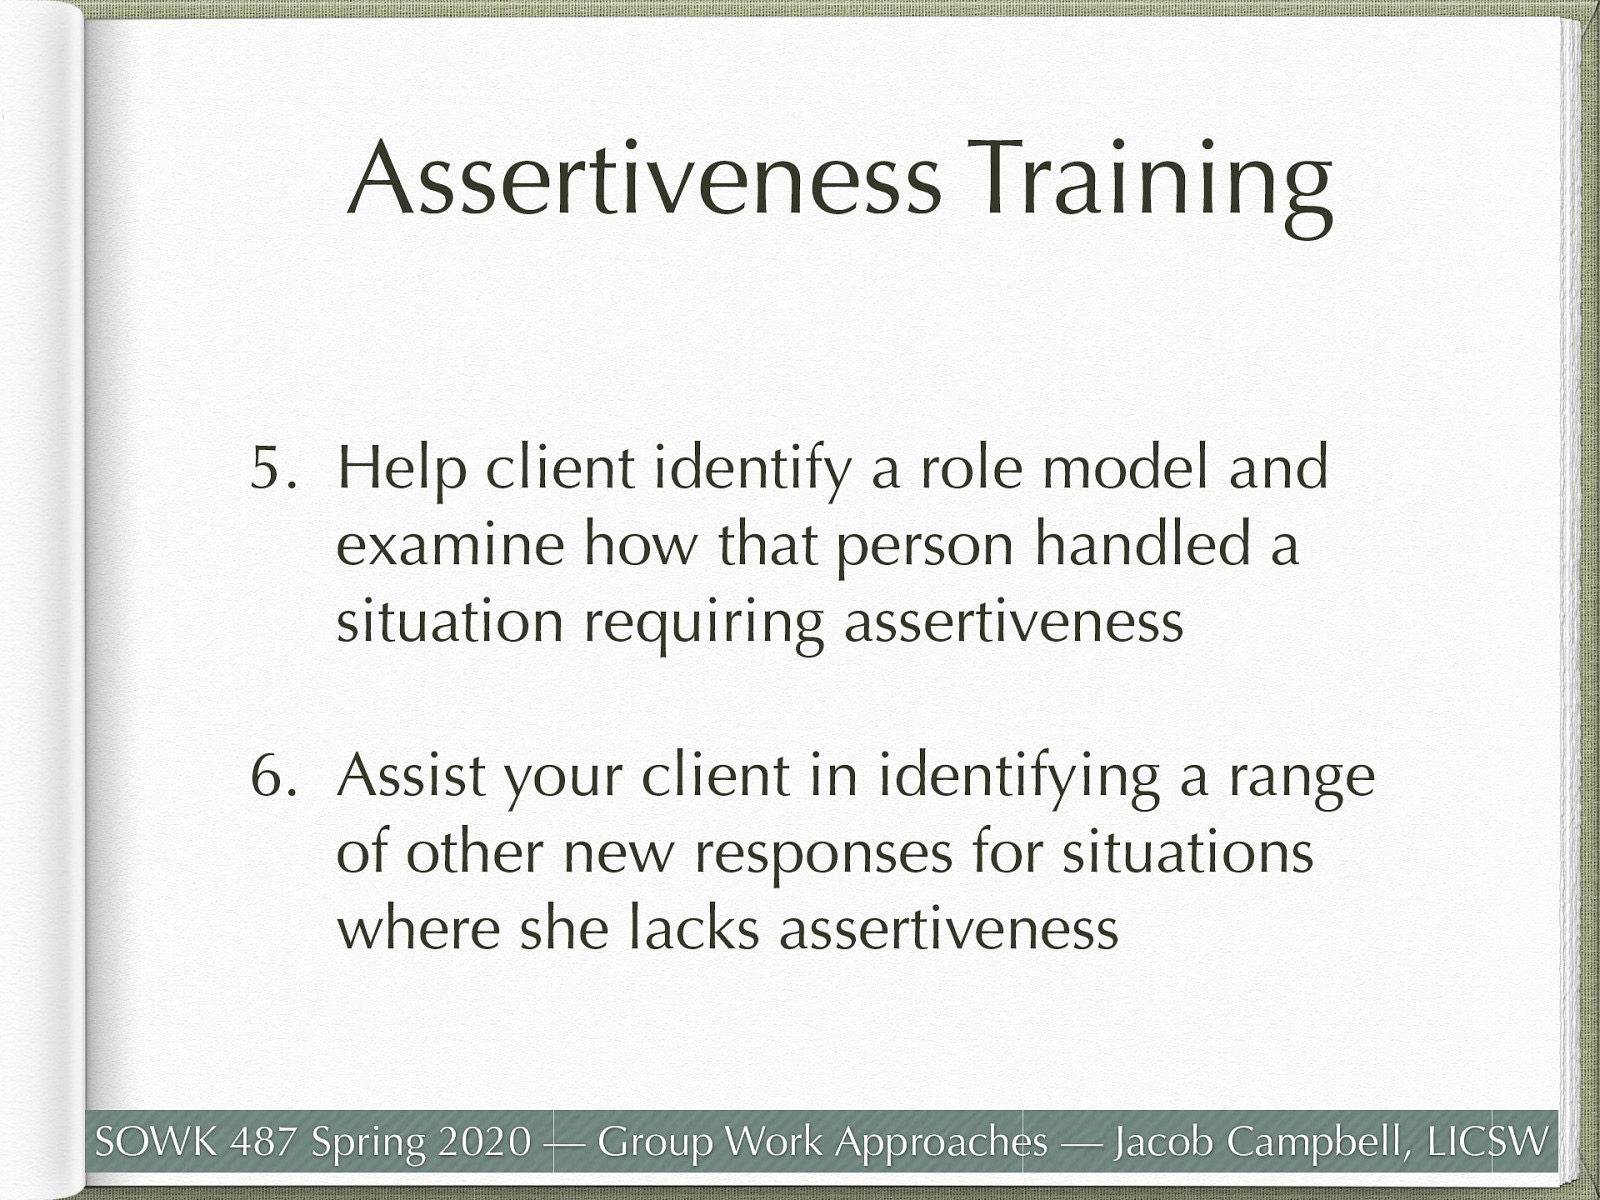 Assertiveness Training
5. Help client identify a role model and
examine how that person handled a
situation requiring assertiveness
6. Assist your client in identifying a range
of other new responses for situations
where she lacks assertiveness
SOWK 487 Spring 2020 — Group Work Approaches — Jacob Campbell, LICSW